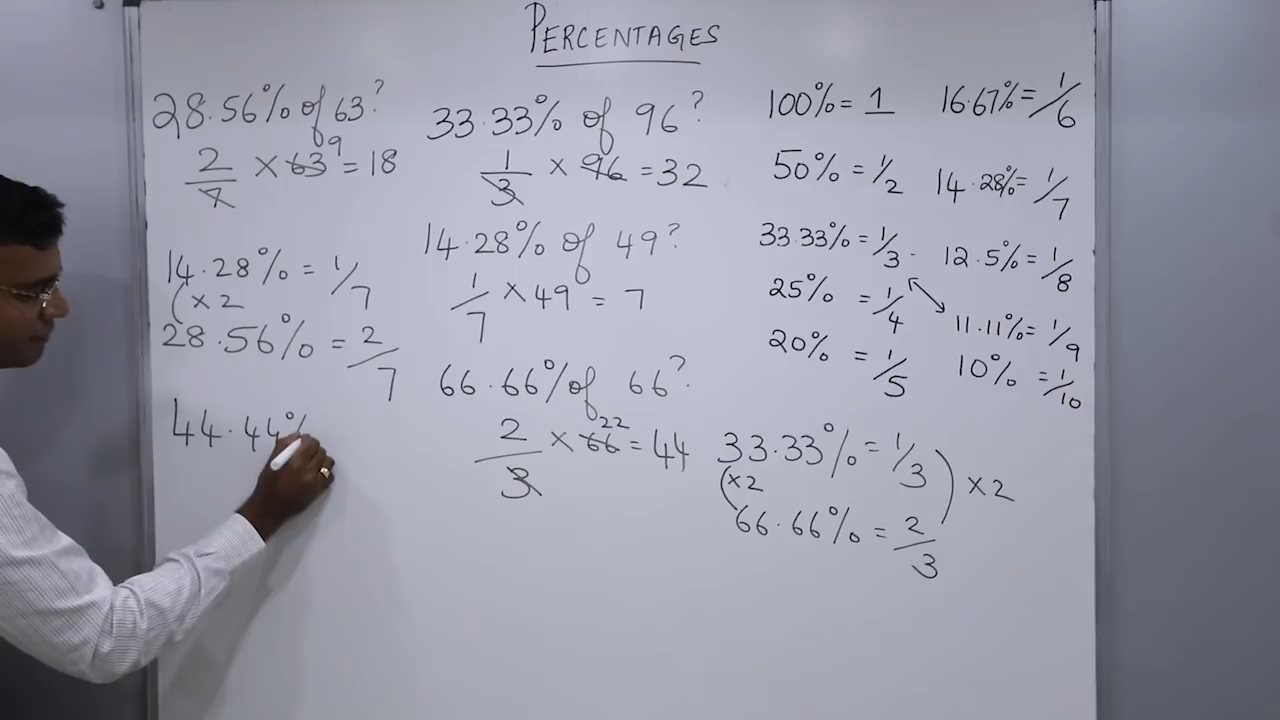 PERCENTAGES
28.56% of 63?
2/7 × 63 9 = 18
14.28% = 1/7
(×2
28.56% = 2/7
44.44%
33.33% of 96?
1/3 × 96 = 32
14.28% of 49?
1/7 × 49 = 7
66.66% of 66?
2/3 × 66 22 = 44
100% = 1
50% = 1/2
33.33% = 1/3
25% = 1/4
20% = 1/5
16.67% = 1/6
14.28% = 1/7
12.5% = 1/8
11.11% = 1/9
10% = 1/10
33.33% = 1/3
(×2 ) ×2
66.66% = 2/3